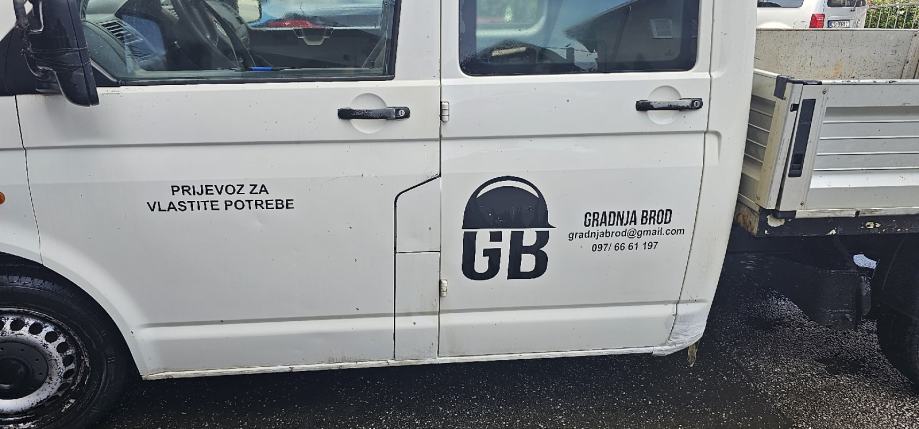 PRIJEVOZ ZA
VLASTITE POTREBE
GB
GRADNJA BROD
gradnjabrod@gmail.com
097/ 66 61 197